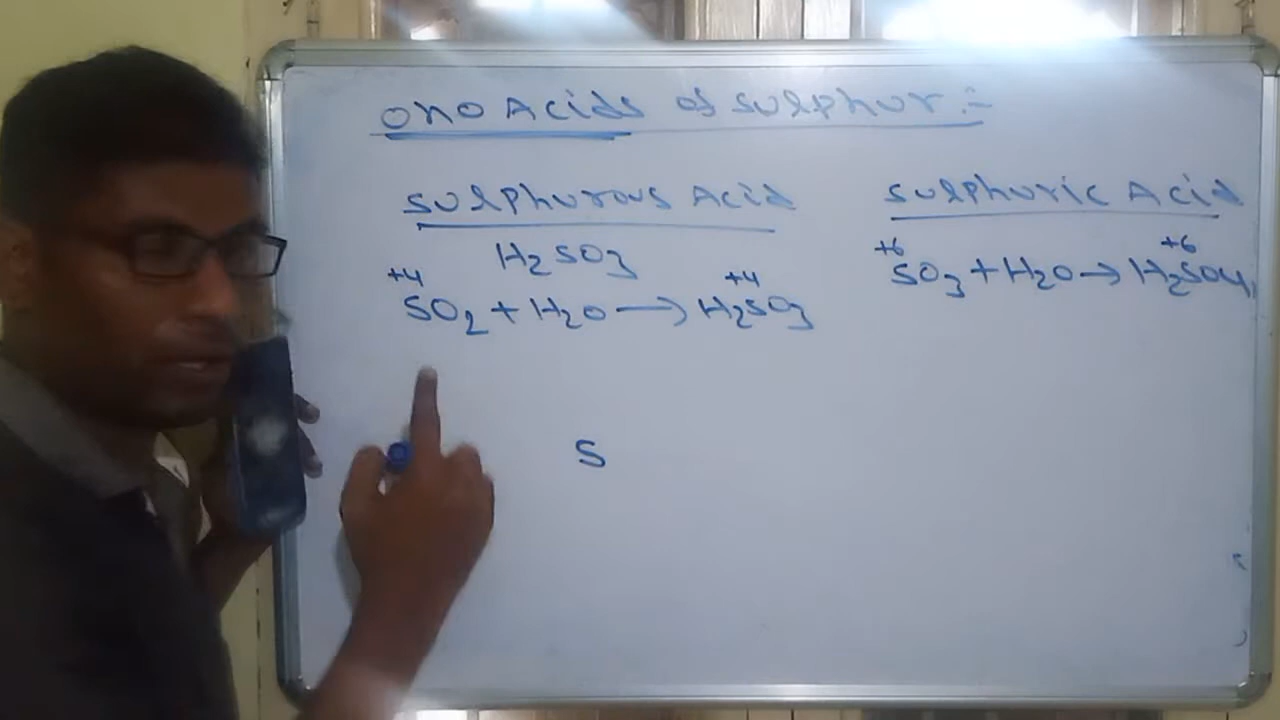 OXO Acids of Sulphur :-
Sulphurous Acid
H₂SO₃
+4 +4
SO₂ + H₂O → H₂SO₃
S
Sulphuric Acid
+6 +6
SO₃ + H₂O → H₂SO₄